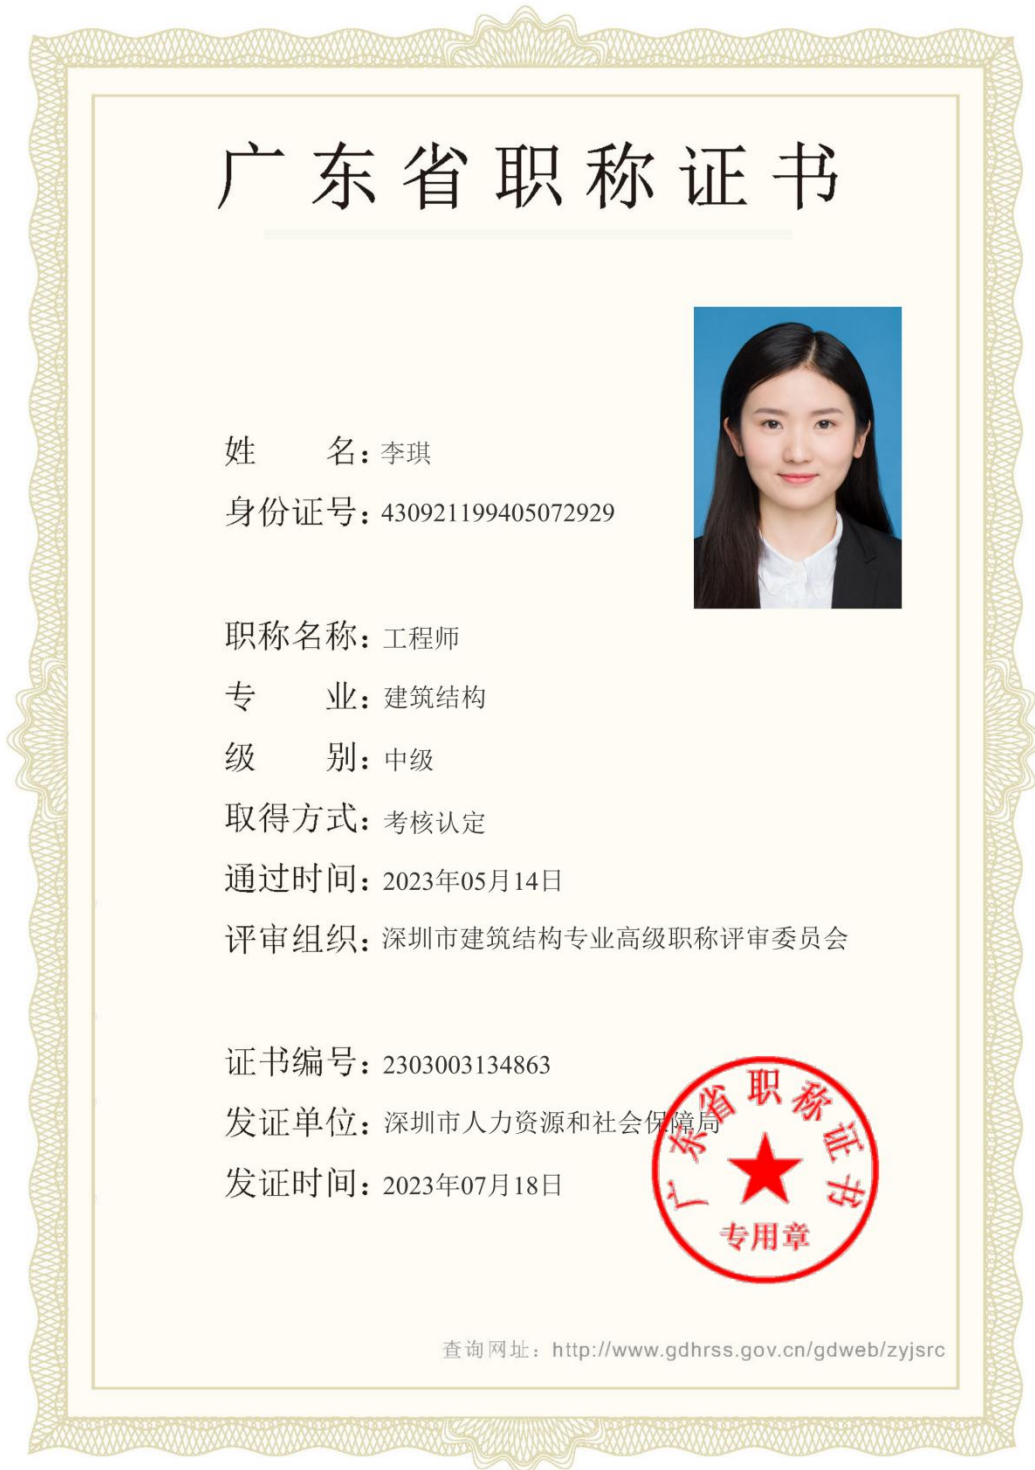 广东省职称证书
姓　　名：李琪
身份证号：430921199405072929
职称名称：工程师
专　　业：建筑结构
级　　别：中级
取得方式：考核认定
通过时间：2023年05月14日
评审组织：深圳市建筑结构专业高级职称评审委员会
证书编号：2303003134863
发证单位：深圳市人力资源和社会保障局
发证时间：2023年07月18日
广东省职称证书
专用章
查询网址：http://www.gdhrss.gov.cn/gdweb/zyjsrc